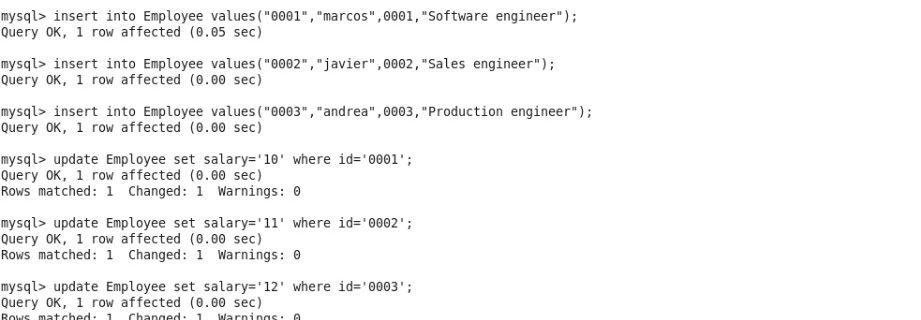 mysql> insert into Employee values("0001","marcos",0001,"Software engineer");
Query OK, 1 row affected (0.05 sec)
mysql> insert into Employee values("0002","javier",0002,"Sales engineer");
Query OK, 1 row affected (0.00 sec)
mysql> insert into Employee values("0003","andrea",0003,"Production engineer");
Query OK, 1 row affected (0.00 sec)
mysql> update Employee set salary='10' where id='0001';
Query OK, 1 row affected (0.00 sec)
Rows matched: 1  Changed: 1  Warnings: 0
mysql> update Employee set salary='11' where id='0002';
Query OK, 1 row affected (0.00 sec)
Rows matched: 1  Changed: 1  Warnings: 0
mysql> update Employee set salary='12' where id='0003';
Query OK, 1 row affected (0.00 sec)
Rows matched: 1  Changed: 1  Warnings: 0